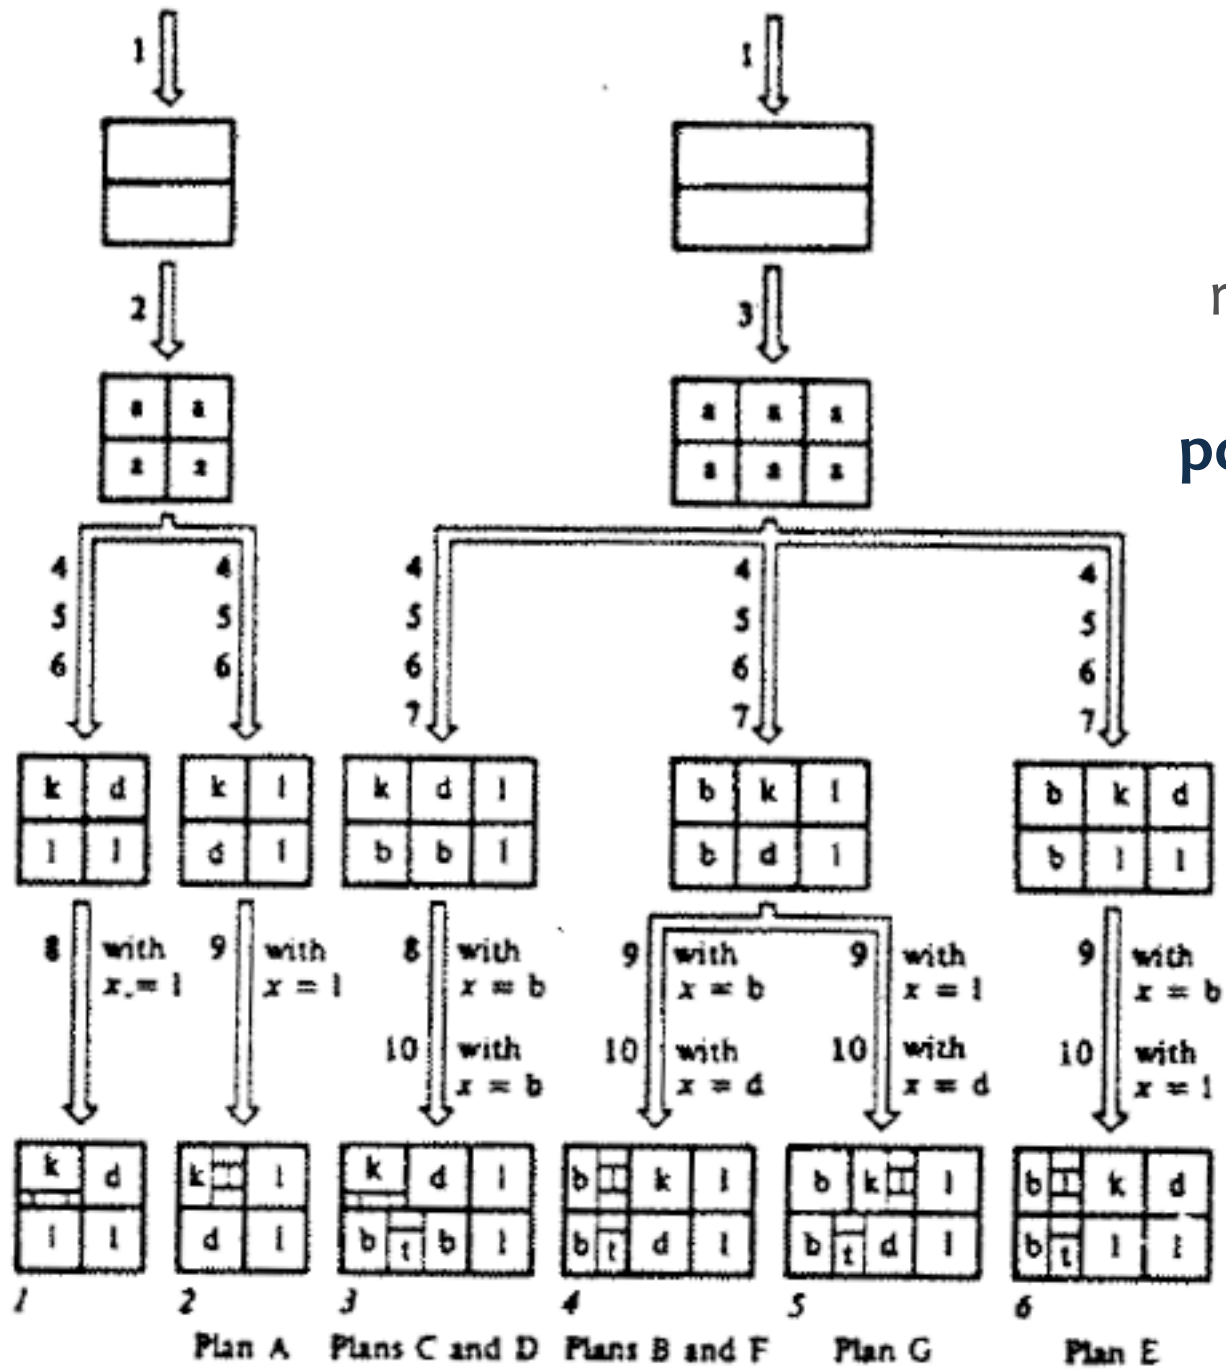 1 1
2 3
a a a a a
a a a a a
4 4 4 4 4
5 5 5 5 5
6 6 6 6 6
7 7 7
k d k l k d l b k l b k d
l l d l b b l b d l b l l
8 with 9 with 8 with 9 with 9 with 9 with
x = l x = l x = b x = b x = l x = b
10 with 10 with 10 with 10 with
x = b x = d x = d x = l
k d k l k d l b k l b k l b k d
l l d l b t b l b t d l b t d l b t l l
1 2 3 4 5 6
Plan A Plans C and D Plans B and F Plan G Plan E